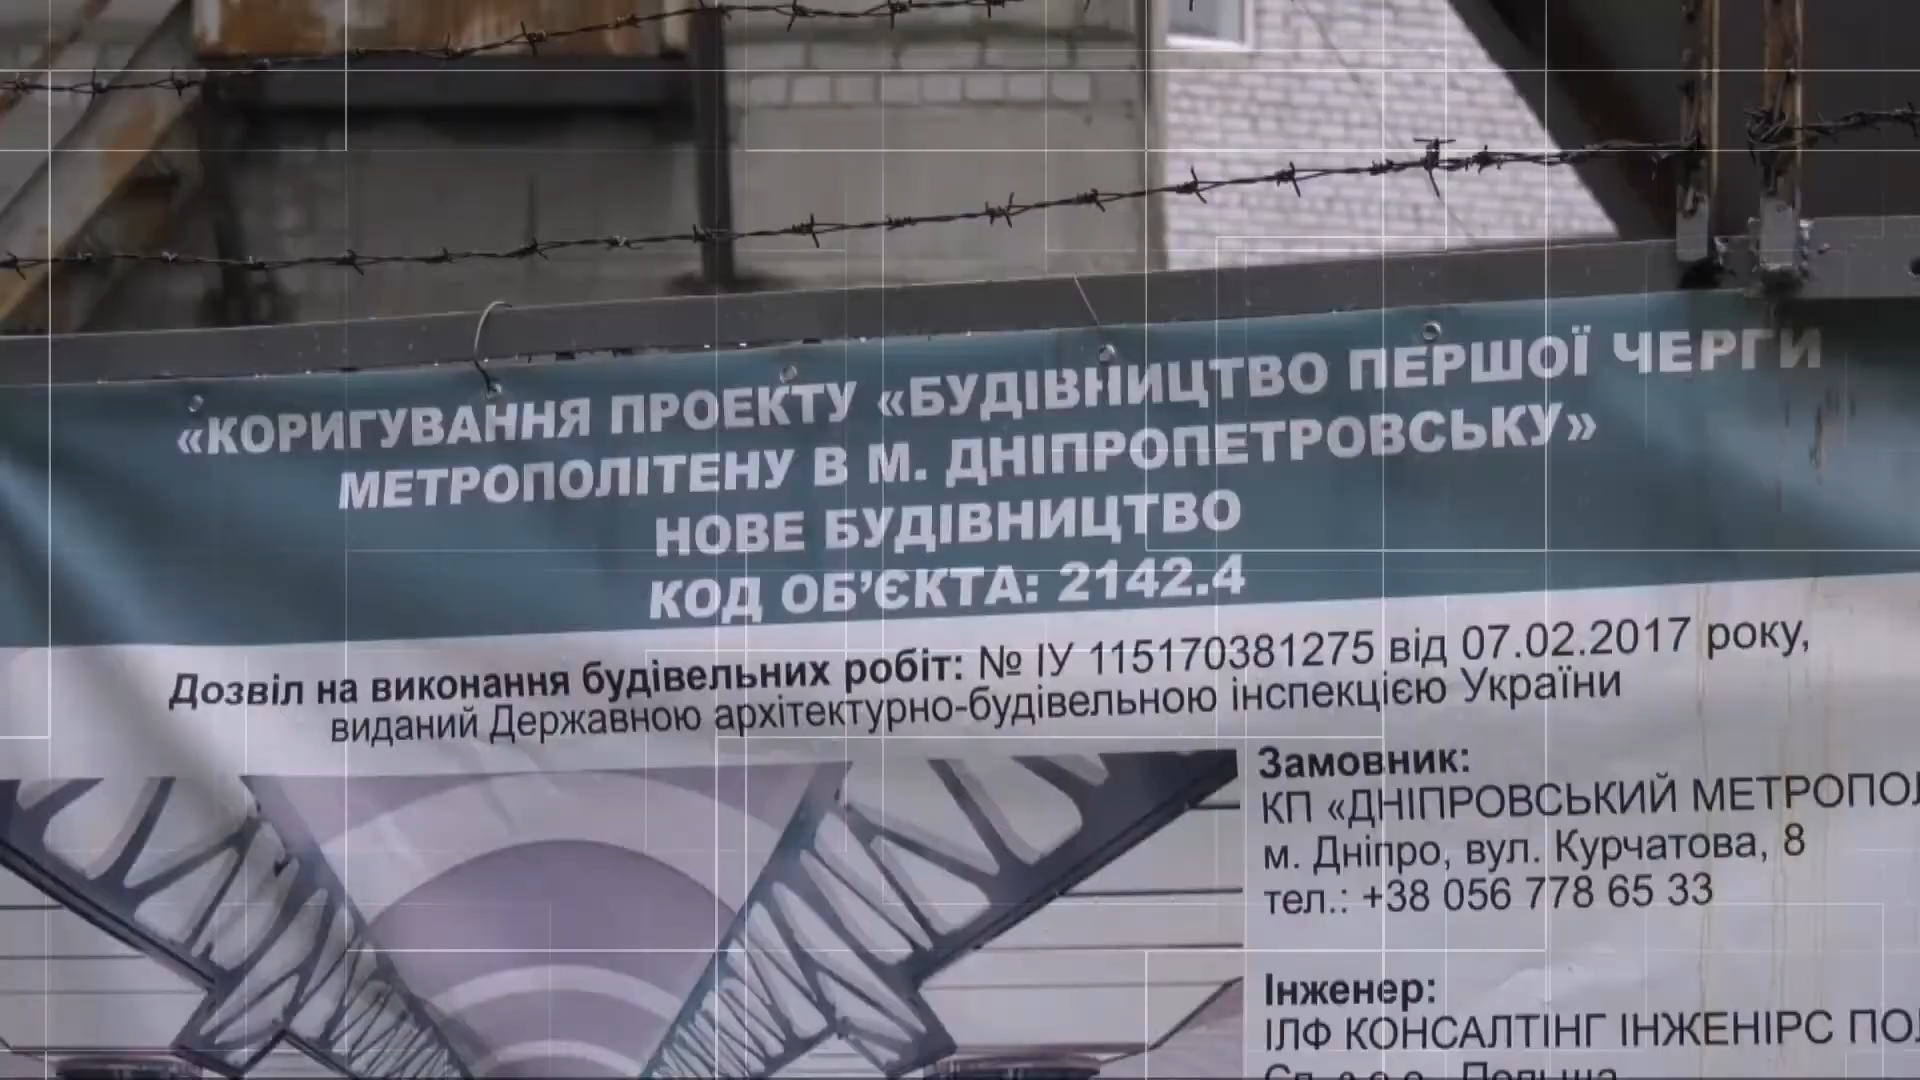 «КОРИГУВАННЯ ПРОЕКТУ «БУДІВНИЦТВО ПЕРШОЇ ЧЕРГИ
МЕТРОПОЛІТЕНУ В М. ДНІПРОПЕТРОВСЬКУ»
НОВЕ БУДІВНИЦТВО
КОД ОБ’ЄКТА: 2142.4
Дозвіл на виконання будівельних робіт: № ІУ 115170381275 від 07.02.2017 року,
виданий Державною архітектурно-будівельною інспекцією України
Замовник:
КП «ДНІПРОВСЬКИЙ
м. Дніпро, вул. Курчатова, 8
тел.: +38 056 778 65 33
Інженер:
ІЛФ КОНСАЛТІНГ ІНЖЕНІРС